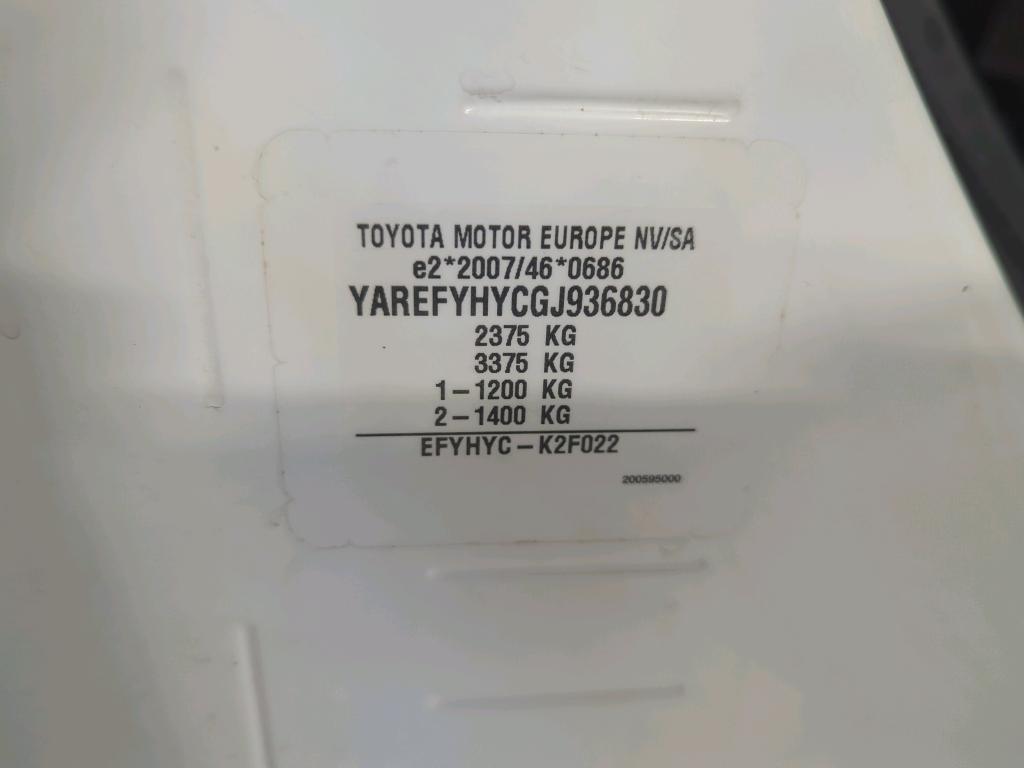 TOYOTA MOTOR EUROPE NV/SA
e2*2007/46*0686
YAREFYHYCGJ936830
2375 KG
3375 KG
1-1200 KG
2-1400 KG
EFYHYC-K2F022
200595000